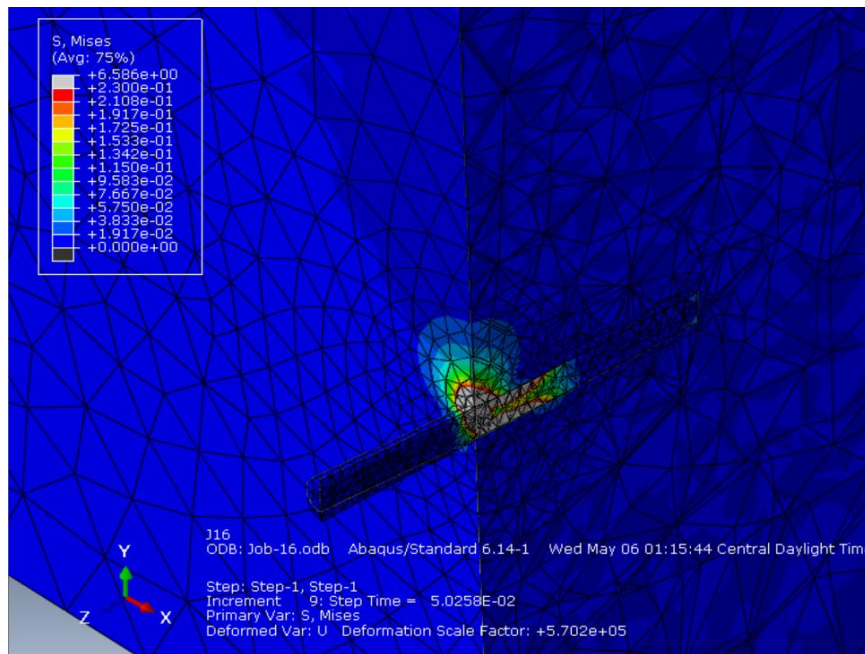 S, Mises
(Avg: 75%)
+6.586e+00
+2.300e-01
+2.108e-01
+1.917e-01
+1.725e-01
+1.533e-01
+1.342e-01
+1.150e-01
+9.583e-02
+7.667e-02
+5.750e-02
+3.833e-02
+1.917e-02
+0.000e+00
J16
ODB: Job-16.odb Abaqus/Standard 6.14-1 Wed May 06 01:15:44 Central Daylight Tim
Y
Z
X
Step: Step-1, Step-1
Increment 9: Step Time = 5.0258E-02
Primary Var: S, Mises
Deformed Var: U Deformation Scale Factor: +5.702e+05